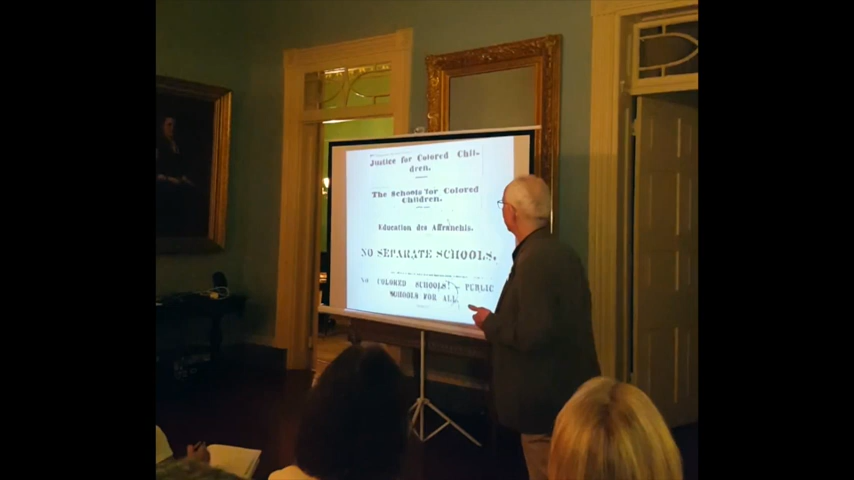 Justice for Colored Chil-
dren.
The Schools for Colored
Children.
Education des Affranchis.
NO SEPARATE SCHOOLS.
NO COLORED SCHOOLS! PUBLIC
SCHOOLS FOR ALL